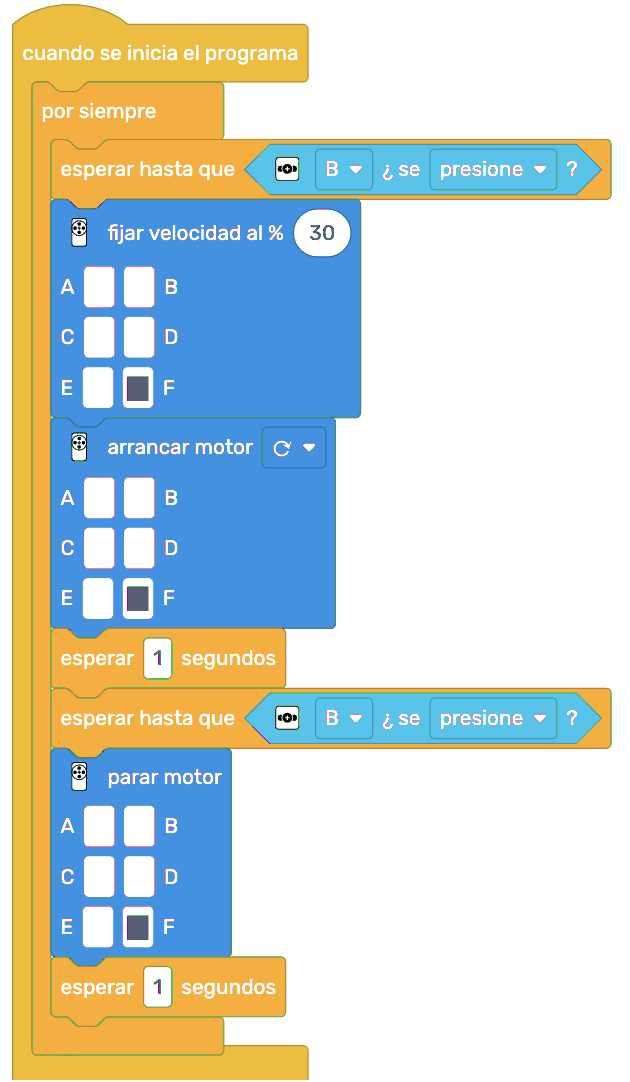 cuando se inicia el programa
por siempre
esperar hasta que B ¿ se presione ?
fijar velocidad al % 30
A B
C D
E F
arrancar motor
A B
C D
E F
esperar 1 segundos
esperar hasta que B ¿ se presione ?
parar motor
A B
C D
E F
esperar 1 segundos